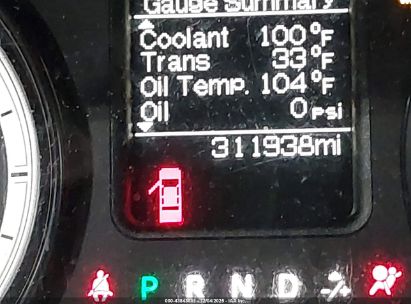 Gauge Summary
Coolant 100°F
Trans 33°F
Oil Temp. 104°F
Oil 0psi
311938mi
P R N D